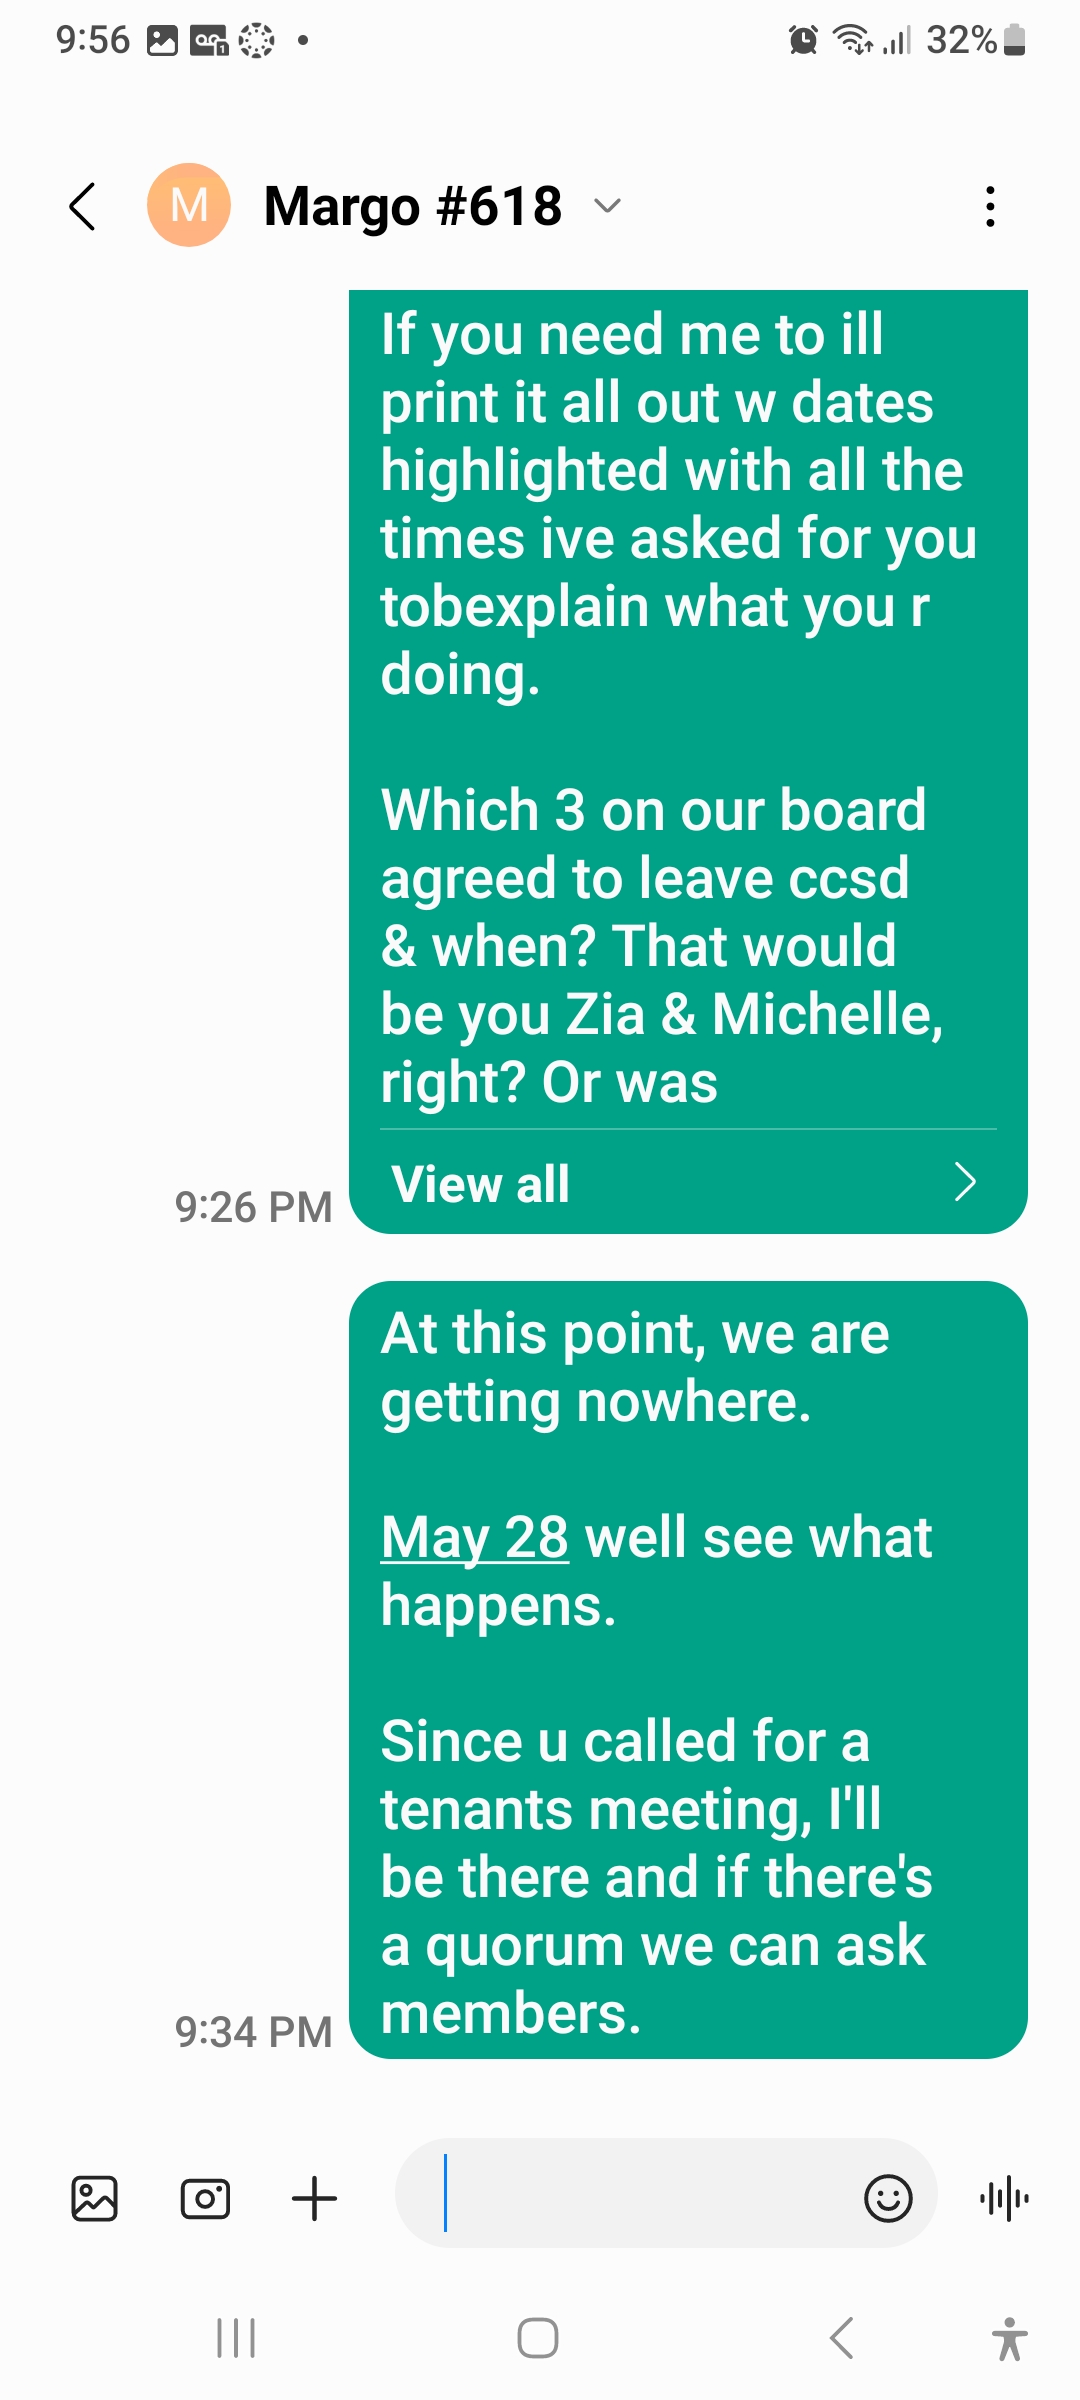 9:56
32%
M
Margo #618
If you need me to ill
print it all out w dates
highlighted with all the
times ive asked for you
tobexplain what you r
doing.
Which 3 on our board
agreed to leave ccsd
& when? That would
be you Zia & Michelle,
right? Or was
View all
9:26 PM
At this point, we are
getting nowhere.
May 28 well see what
happens.
Since u called for a
tenants meeting, I'll
be there and if there's
a quorum we can ask
members.
9:34 PM